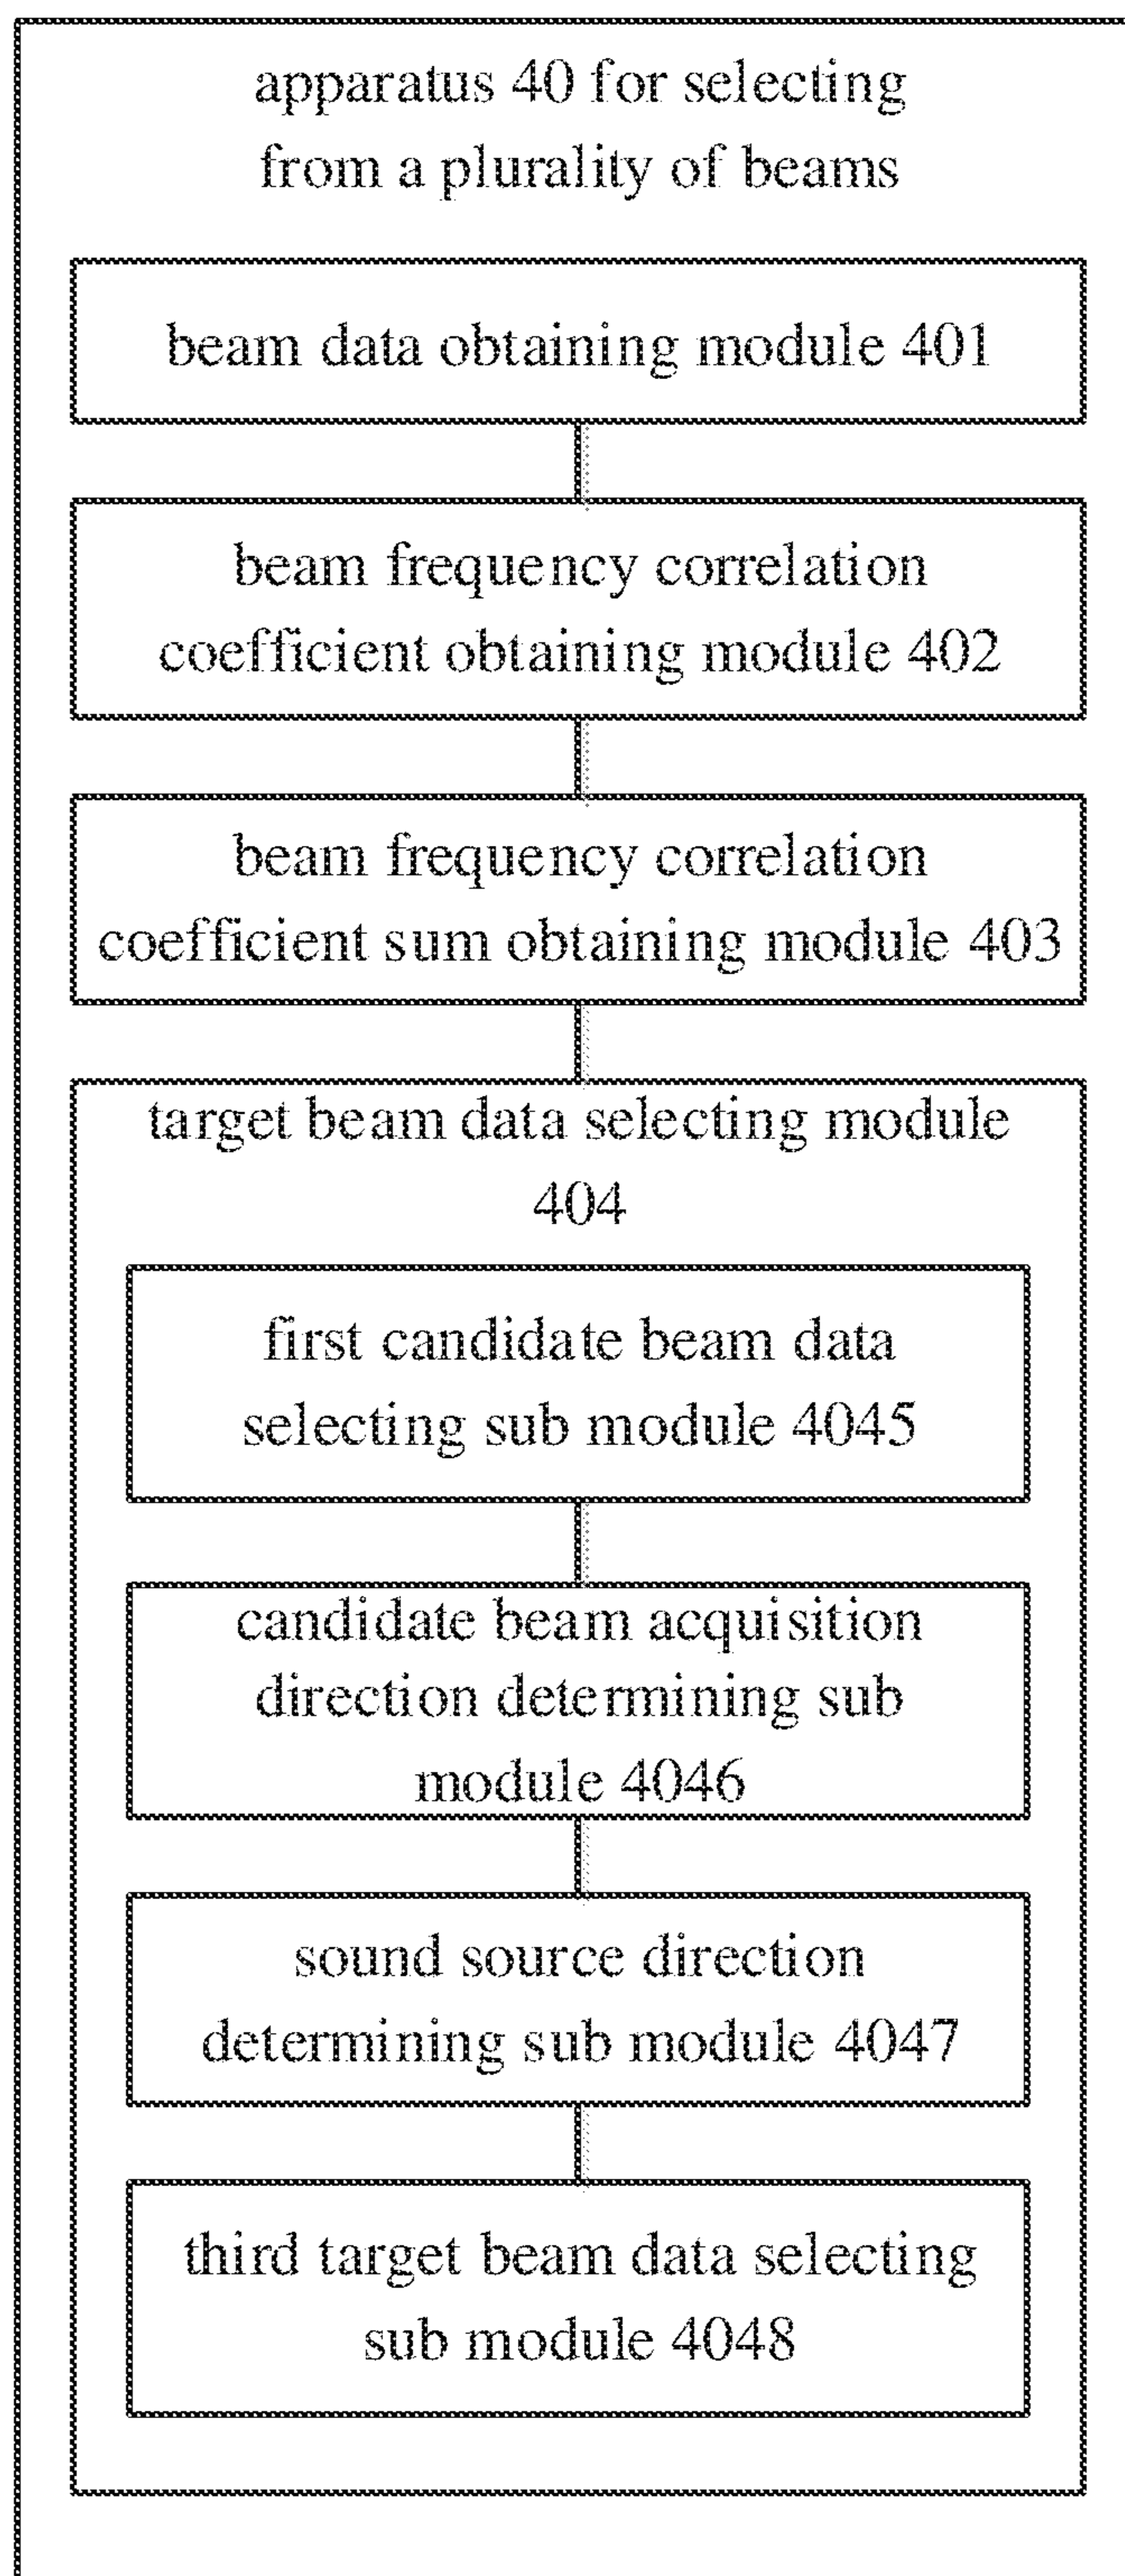 apparatus 40 for selecting
from a plurality of beams
beam data obtaining module 401
beam frequency correlation
coefficient obtaining module 402
beam frequency correlation
coefficient sum obtaining module 403
target beam data selecting module
404
first candidate beam data
selecting sub module 4045
candidate beam acquisition
direction determining sub
module 4046
sound source direction
determining sub module 4047
third target beam data selecting
sub module 4048